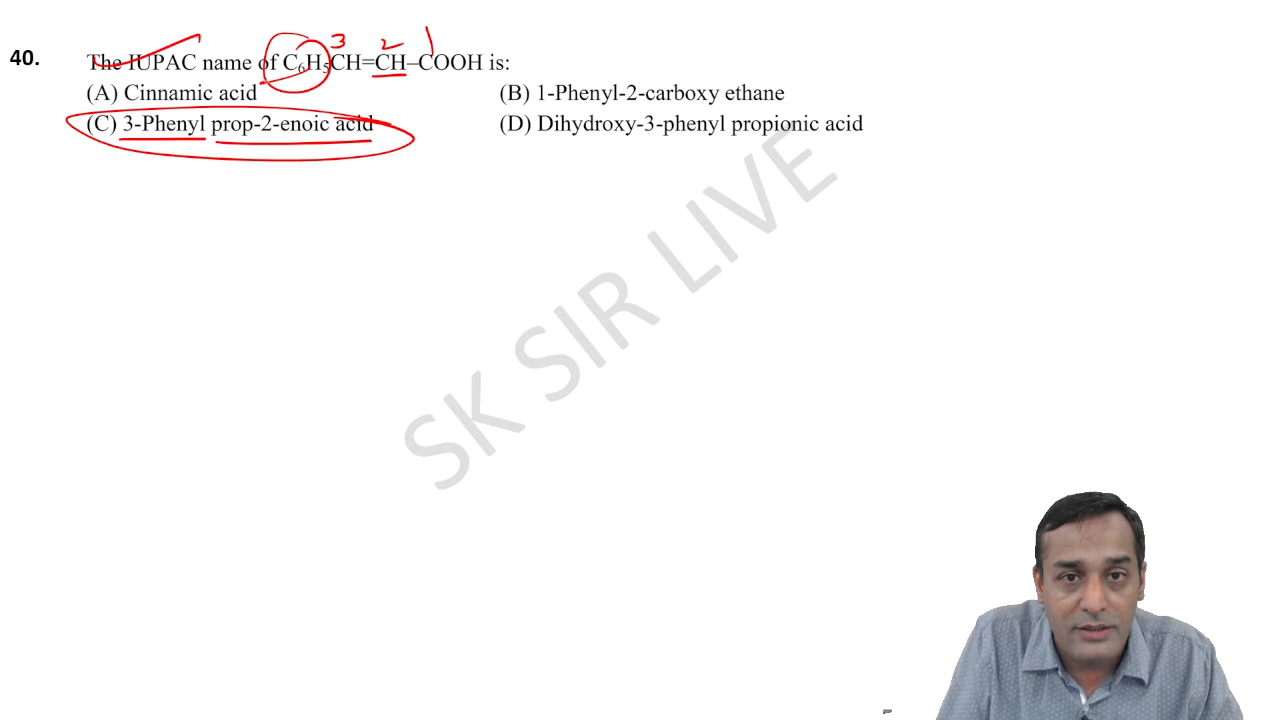 40. The IUPAC name of C₆H₅CH=CH–COOH is:
3 2 1
(A) Cinnamic acid (B) 1-Phenyl-2-carboxy ethane
(C) 3-Phenyl prop-2-enoic acid (D) Dihydroxy-3-phenyl propionic acid
SK SIR LIVE